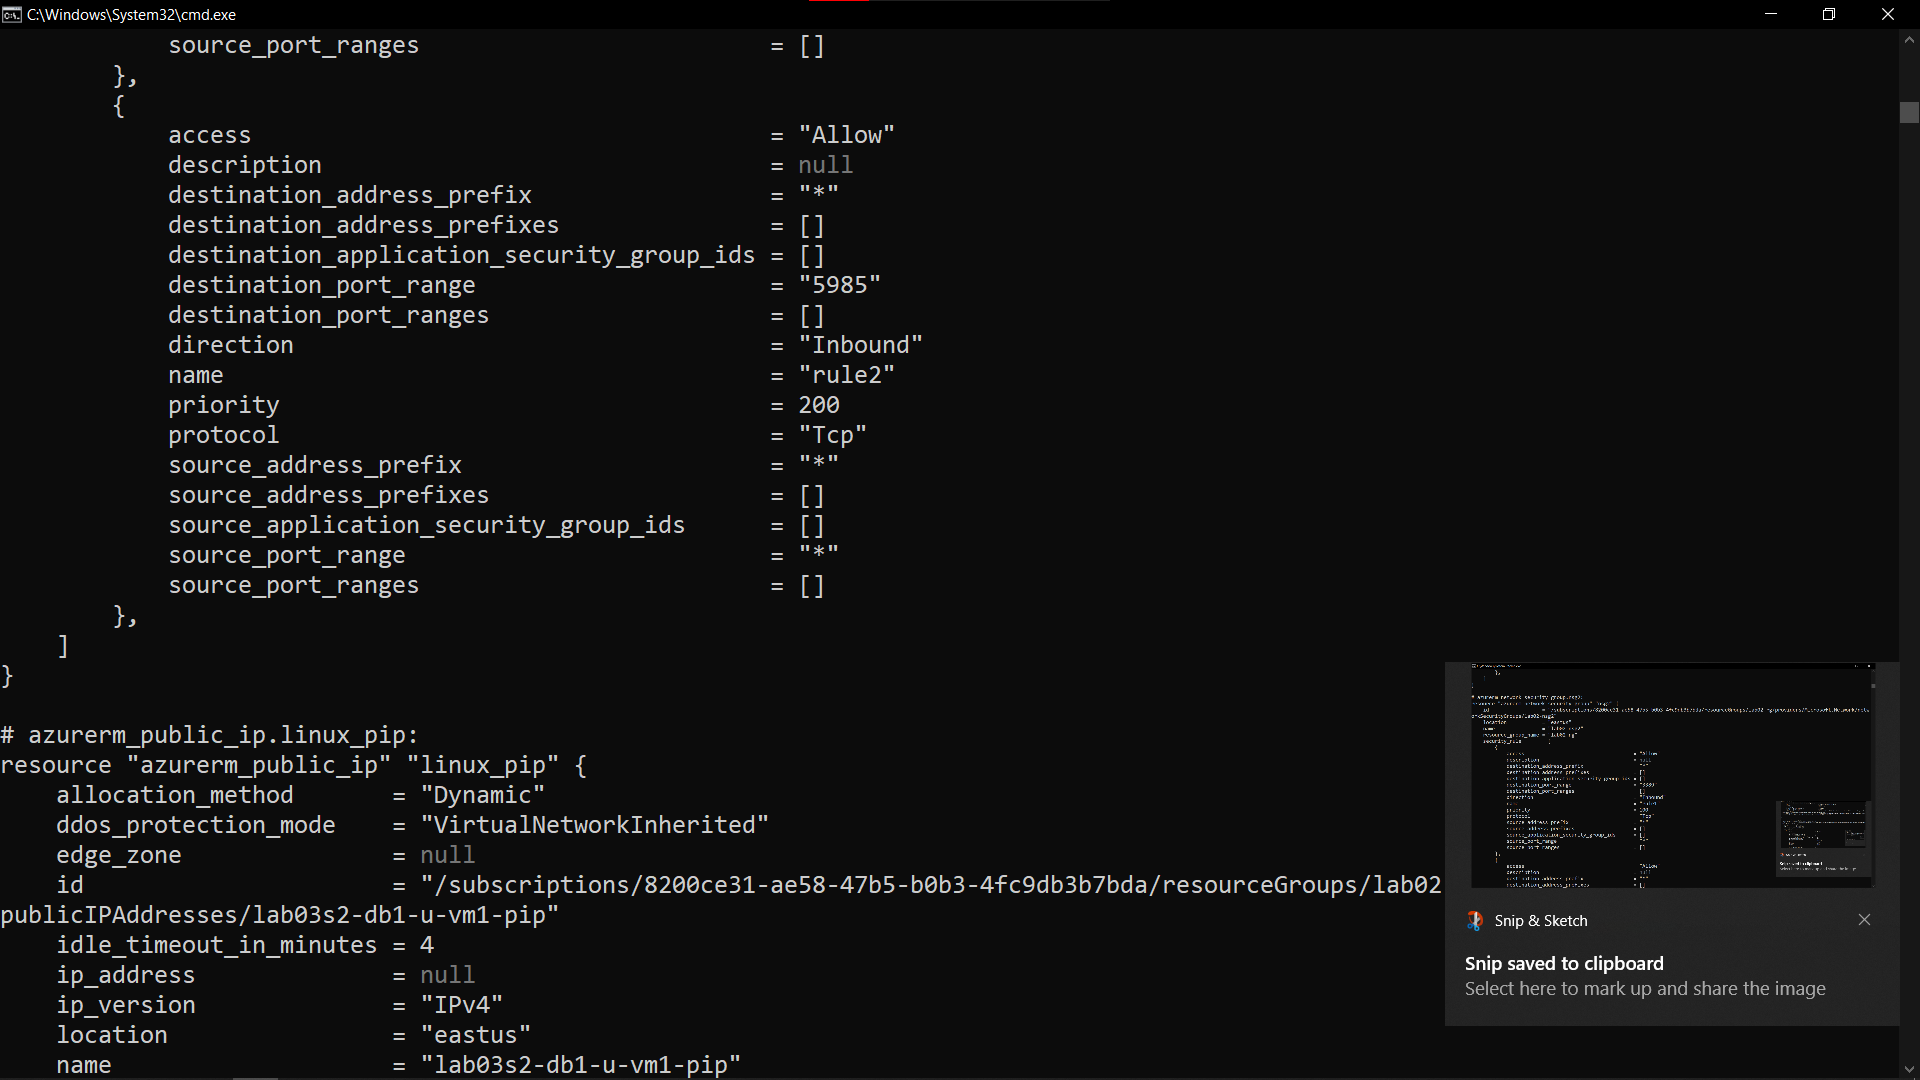 C:\Windows\System32\cmd.exe
            source_port_ranges                         = []
        },
        {
            access                                     = "Allow"
            description                                = null
            destination_address_prefix                 = "*"
            destination_address_prefixes               = []
            destination_application_security_group_ids = []
            destination_port_range                     = "5985"
            destination_port_ranges                    = []
            direction                                  = "Inbound"
            name                                       = "rule2"
            priority                                   = 200
            protocol                                   = "Tcp"
            source_address_prefix                      = "*"
            source_address_prefixes                    = []
            source_application_security_group_ids      = []
            source_port_range                          = "*"
            source_port_ranges                         = []
        },
    ]
}

# azurerm_public_ip.linux_pip:
resource "azurerm_public_ip" "linux_pip" {
    allocation_method       = "Dynamic"
    ddos_protection_mode    = "VirtualNetworkInherited"
    edge_zone               = null
    id                      = "/subscriptions/8200ce31-ae58-47b5-b0b3-4fc9db3b7bda/resourceGroups/lab02
publicIPAddresses/lab03s2-db1-u-vm1-pip"
    idle_timeout_in_minutes = 4
    ip_address              = null
    ip_version              = "IPv4"
    location                = "eastus"
    name                    = "lab03s2-db1-u-vm1-pip"
Snip & Sketch
Snip saved to clipboard
Select here to mark up and share the image